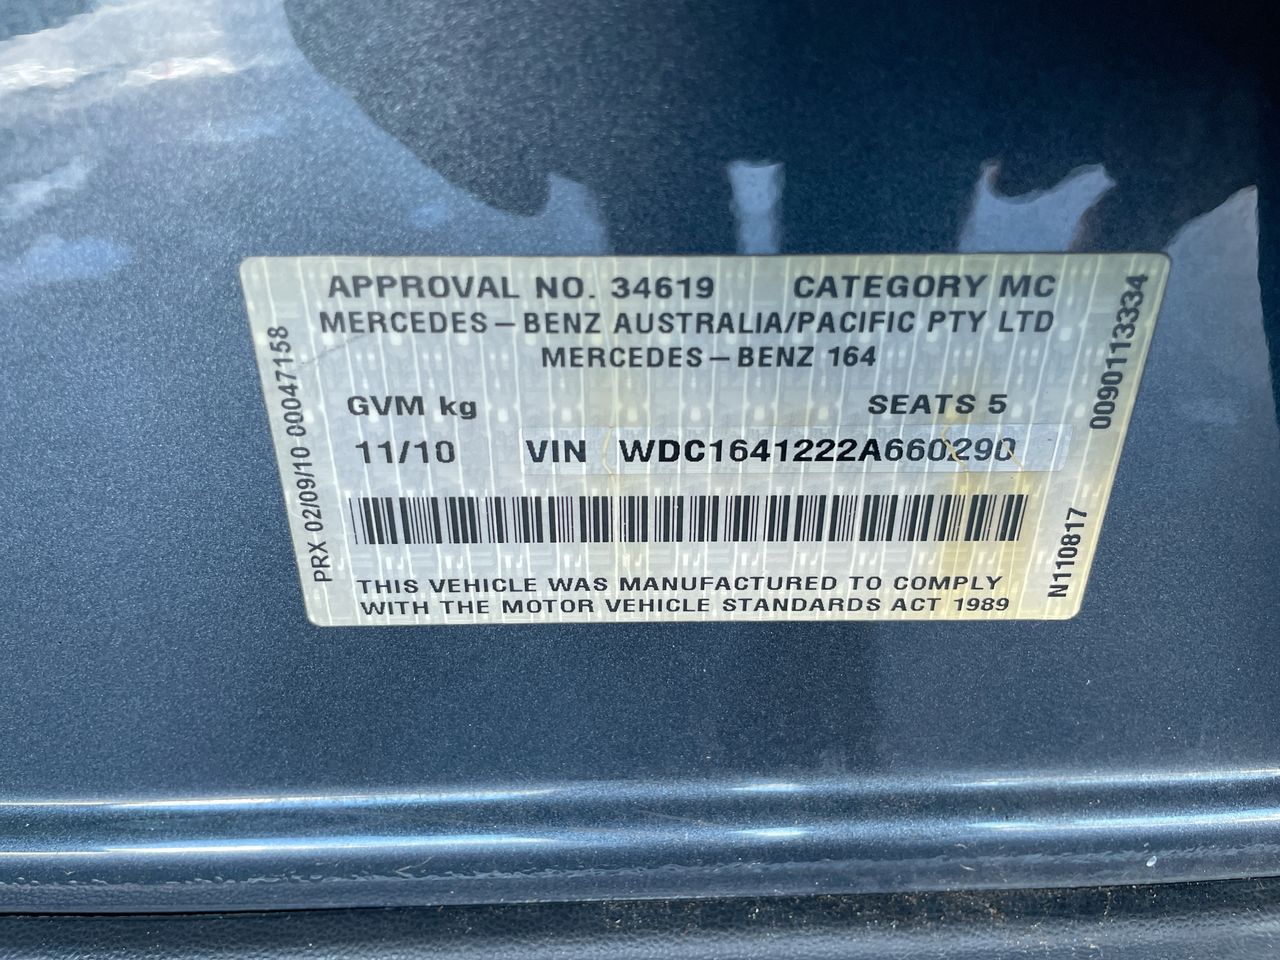 APPROVAL NO. 34619 CATEGORY MC
MERCEDES-BENZ AUSTRALIA/PACIFIC PTY LTD
MERCEDES-BENZ 164
GVM kg SEATS 5
11/10 VIN WDC1641222A660290
THIS VEHICLE WAS MANUFACTURED TO COMPLY
WITH THE MOTOR VEHICLE STANDARDS ACT 1989
PRX 02/09/10 00047158
N110817 0090113334